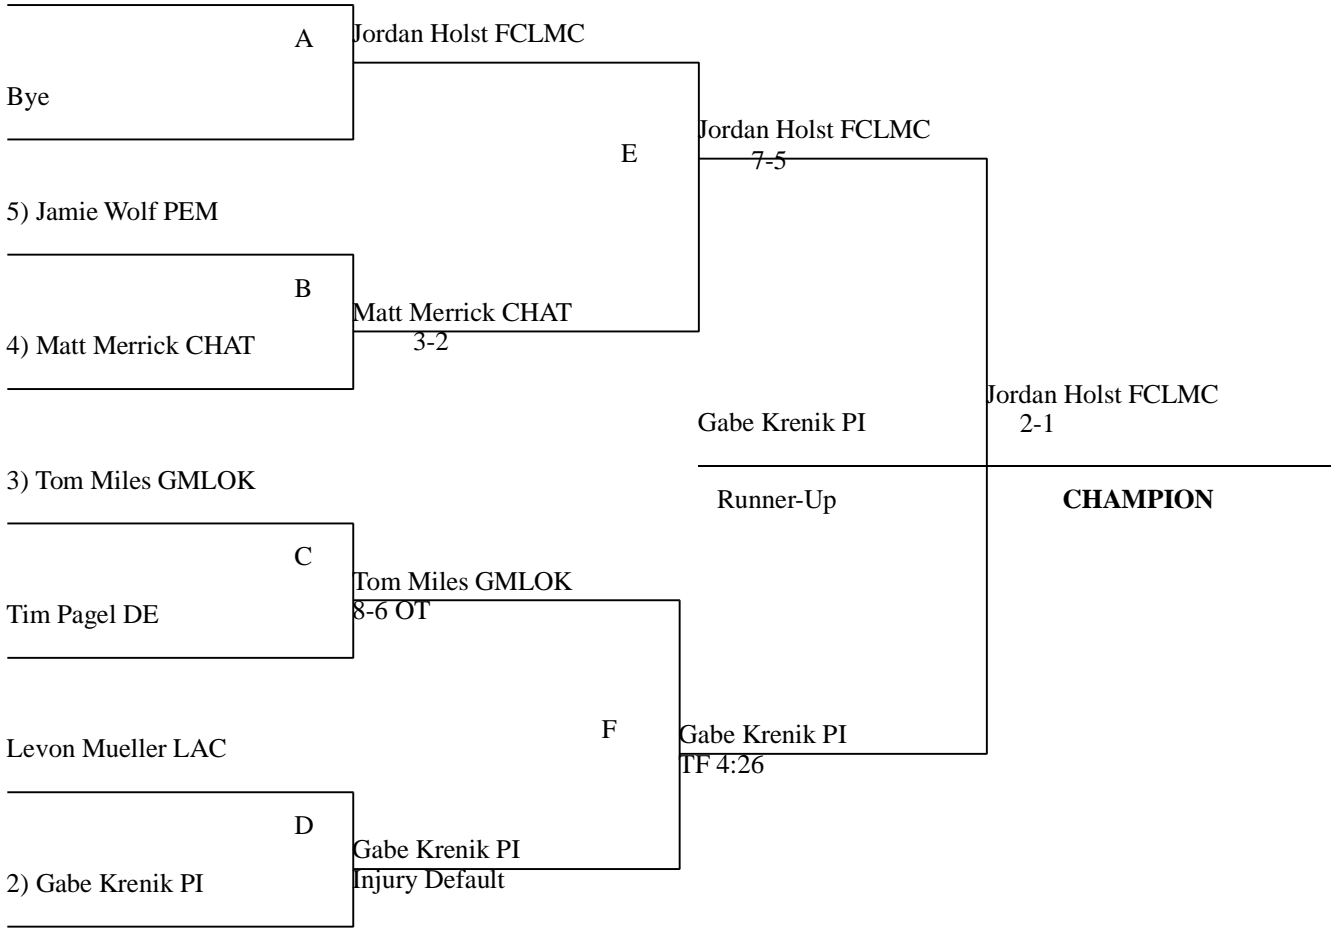 A
Jordan Holst FCLMC
Bye
Jordan Holst FCLMC
E
7-5
5) Jamie Wolf PEM
B
Matt Merrick CHAT
3-2
4) Matt Merrick CHAT
Jordan Holst FCLMC
Gabe Krenik PI
2-1
3) Tom Miles GMLOK
Runner-Up
CHAMPION
C
Tom Miles GMLOK
8-6 OT
Tim Pagel DE
F
Gabe Krenik PI
Levon Mueller LAC
TF 4:26
D
Gabe Krenik PI
Injury Default
2) Gabe Krenik PI